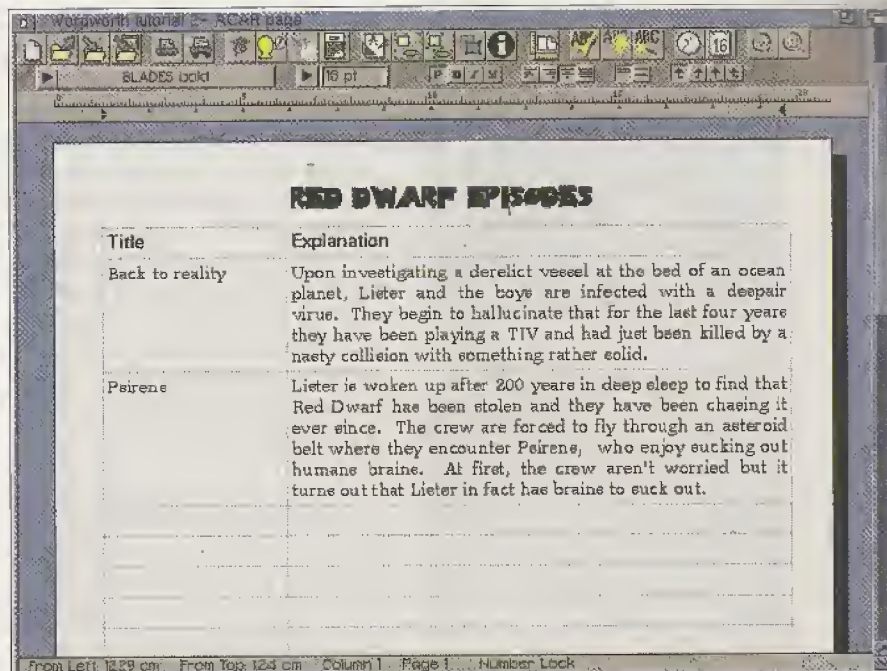 Wordworth tutorial 2- ACAR page
BLADES bold
16 pt
P B I U
0 5 10 15 20
RED DWARF EPISODES
Title Explanation
Back to reality Upon investigating a derelict vessel at the bed of an ocean
planet, Lister and the boys are infected with a despair
virus. They begin to hallucinate that for the last four years
they have been playing a TIV and had just been killed by a
nasty collision with something rather solid.
Psirens Lister is woken up after 200 years in deep sleep to find that
Red Dwarf has been stolen and they have been chasing it
ever since. The crew are forced to fly through an asteroid
belt where they encounter Psirens, who enjoy sucking out
humans brains. At first, the crew aren't worried but it
turns out that Lister in fact has brains to suck out.
From Left: 12.29 cm From Top: 1.24 cm Column 1 Page 1 Number Lock